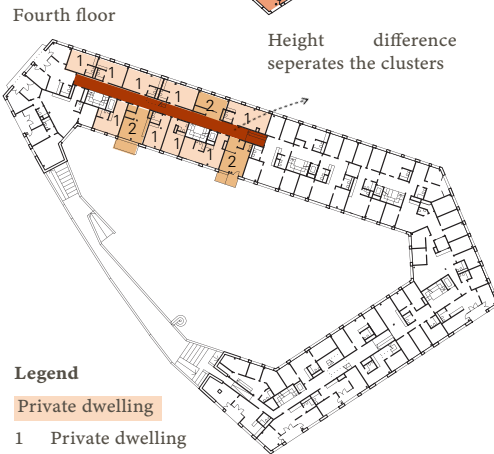 Fourth floor
Height difference
seperates the clusters
1 1 1 1 2 1
1 2 1 1 1 2
Legend
Private dwelling
1 Private dwelling